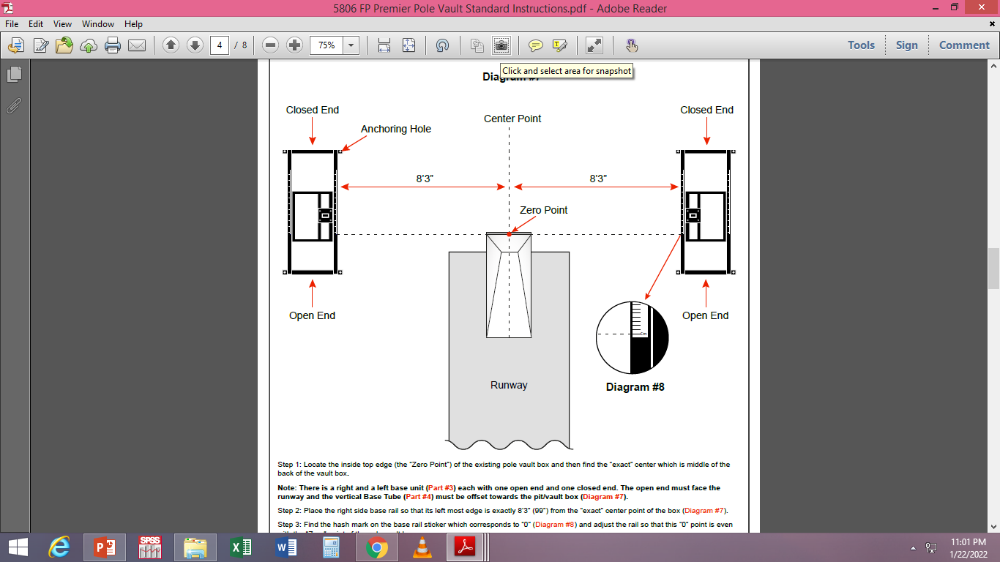 5806 FP Premier Pole Vault Standard Instructions.pdf - Adobe Reader
File Edit View Window Help
4 / 8 75% Tools Sign Comment
Click and select area for snapshot
Closed End
Center Point
Closed End
Anchoring Hole
8'3”
8'3”
Zero Point
Open End
Open End
Cm
Diagram #8
Runway
Step 1: Locate the inside top edge (the “Zero Point”) of the existing pole vault box and then find the “exact” center which is middle of the
back of the vault box.
Note: There is a right and a left base unit (Part #3) each with one open end and one closed end. The open end must face the
runway and the vertical Base Tube (Part #4) must be offset towards the pit/vault box (Diagram #7).
Step 2: Place the right side base rail so that its left most edge is exactly 8’3” (99”) from the “exact” center point of the box (Diagram #7).
Step 3: Find the hash mark on the base rail sticker which corresponds to “0” (Diagram #8) and adjust the rail so that this “0” point is even
SPSS
11:01 PM
1/22/2022